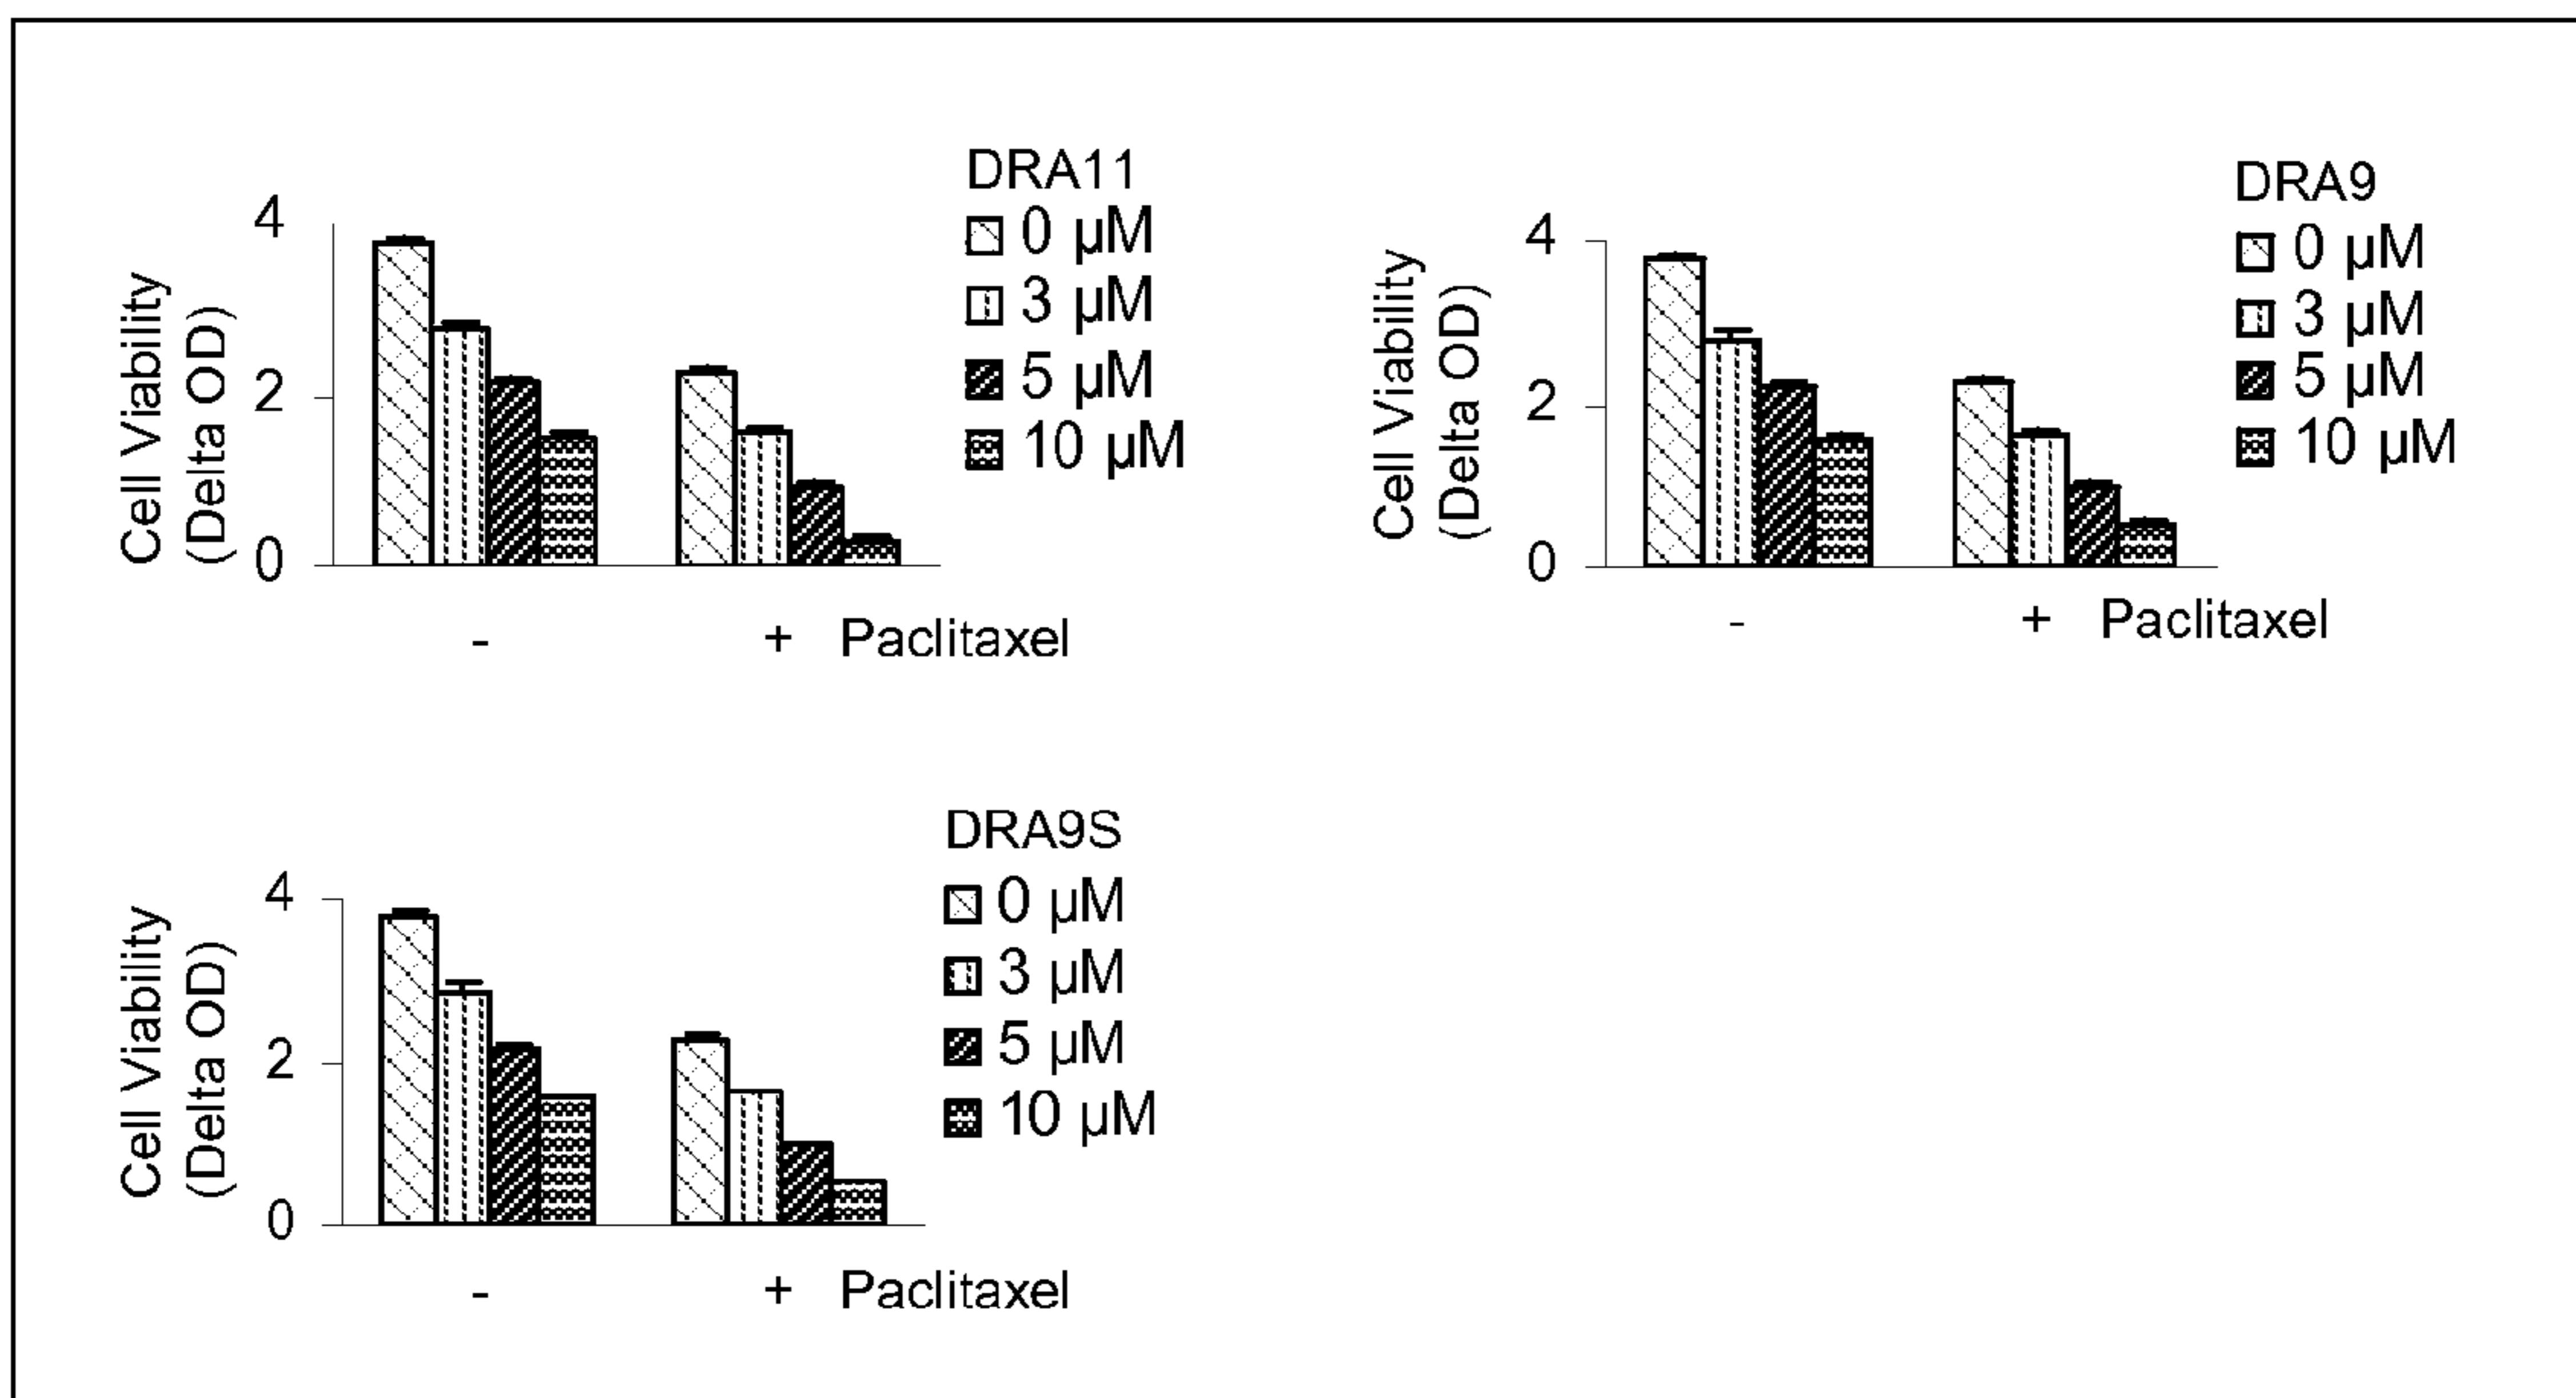 DRA11
0 µM
3 µM
5 µM
10 µM
Cell Viability
(Delta OD)
4
2
0
- + Paclitaxel
DRA9
0 µM
3 µM
5 µM
10 µM
Cell Viability
(Delta OD)
4
2
0
- + Paclitaxel
DRA9S
0 µM
3 µM
5 µM
10 µM
Cell Viability
(Delta OD)
4
2
0
- + Paclitaxel